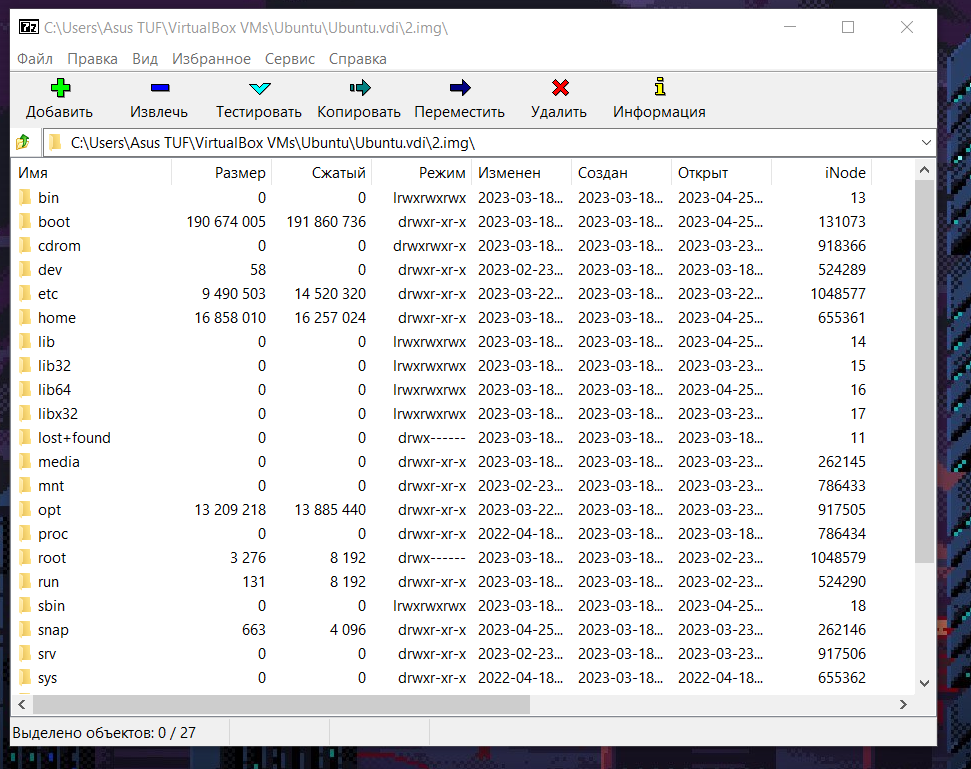 7z C:\Users\Asus TUF\VirtualBox VMs\Ubuntu\Ubuntu.vdi\2.img\
Файл Правка Вид Избранное Сервис Справка
Добавить Извлечь Тестировать Копировать Переместить Удалить Информация
C:\Users\Asus TUF\VirtualBox VMs\Ubuntu\Ubuntu.vdi\2.img\
Имя Размер Сжатый Режим Изменен Создан Открыт iNode
bin 0 0 lrwxrwxrwx 2023-03-18... 2023-03-18... 2023-04-25... 13
boot 190 674 005 191 860 736 drwxr-xr-x 2023-03-18... 2023-03-18... 2023-04-25... 131073
cdrom 0 0 drwxrwxr-x 2023-03-18... 2023-03-18... 2023-03-23... 918366
dev 58 0 drwxr-xr-x 2023-02-23... 2023-03-18... 2023-03-18... 524289
etc 9 490 503 14 520 320 drwxr-xr-x 2023-03-22... 2023-03-18... 2023-03-22... 1048577
home 16 858 010 16 257 024 drwxr-xr-x 2023-03-18... 2023-03-18... 2023-04-25... 655361
lib 0 0 lrwxrwxrwx 2023-03-18... 2023-03-18... 2023-04-25... 14
lib32 0 0 lrwxrwxrwx 2023-03-18... 2023-03-18... 2023-03-23... 15
lib64 0 0 lrwxrwxrwx 2023-03-18... 2023-03-18... 2023-04-25... 16
libx32 0 0 lrwxrwxrwx 2023-03-18... 2023-03-18... 2023-03-23... 17
lost+found 0 0 drwx------ 2023-03-18... 2023-03-18... 2023-03-18... 11
media 0 0 drwxr-xr-x 2023-03-18... 2023-03-18... 2023-03-23... 262145
mnt 0 0 drwxr-xr-x 2023-02-23... 2023-03-18... 2023-03-23... 786433
opt 13 209 218 13 885 440 drwxr-xr-x 2023-03-22... 2023-03-18... 2023-03-23... 917505
proc 0 0 drwxr-xr-x 2022-04-18... 2023-03-18... 2023-03-18... 786434
root 3 276 8 192 drwx------ 2023-03-18... 2023-03-18... 2023-02-23... 1048579
run 131 8 192 drwxr-xr-x 2023-03-18... 2023-03-18... 2023-02-23... 524290
sbin 0 0 lrwxrwxrwx 2023-03-18... 2023-03-18... 2023-04-25... 18
snap 663 4 096 drwxr-xr-x 2023-04-25... 2023-03-18... 2023-03-23... 262146
srv 0 0 drwxr-xr-x 2023-02-23... 2023-03-18... 2023-03-23... 917506
sys 0 0 drwxr-xr-x 2022-04-18... 2023-03-18... 2022-04-18... 655362
Выделено объектов: 0 / 27